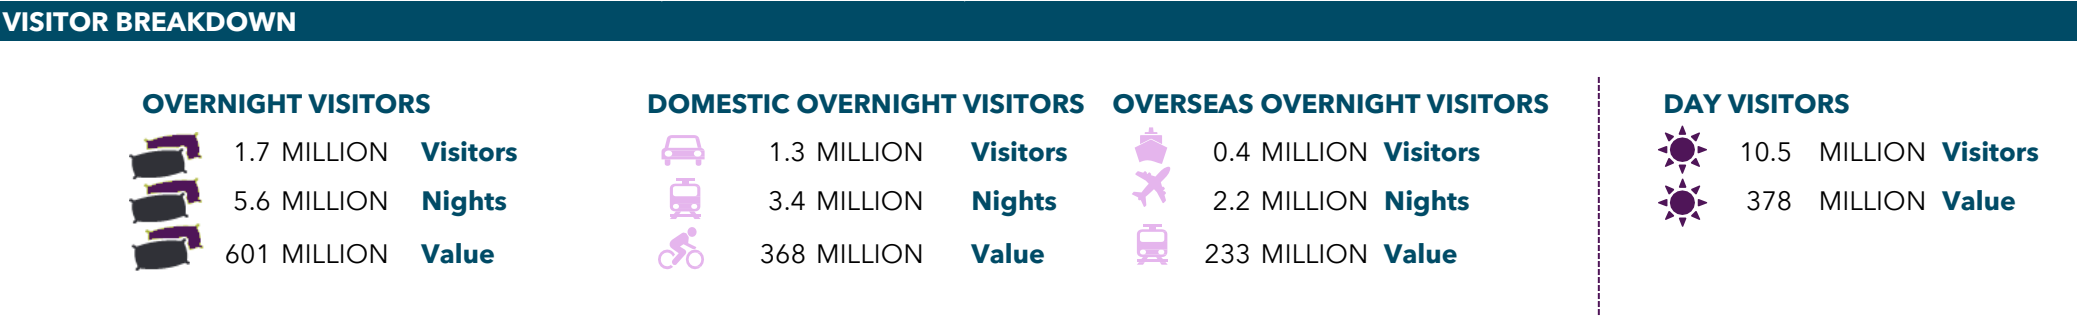 VISITOR BREAKDOWN
OVERNIGHT VISITORS
1.7 MILLION Visitors
5.6 MILLION Nights
601 MILLION Value
DOMESTIC OVERNIGHT VISITORS
1.3 MILLION Visitors
3.4 MILLION Nights
368 MILLION Value
OVERSEAS OVERNIGHT VISITORS
0.4 MILLION Visitors
2.2 MILLION Nights
233 MILLION Value
DAY VISITORS
10.5 MILLION Visitors
378 MILLION Value